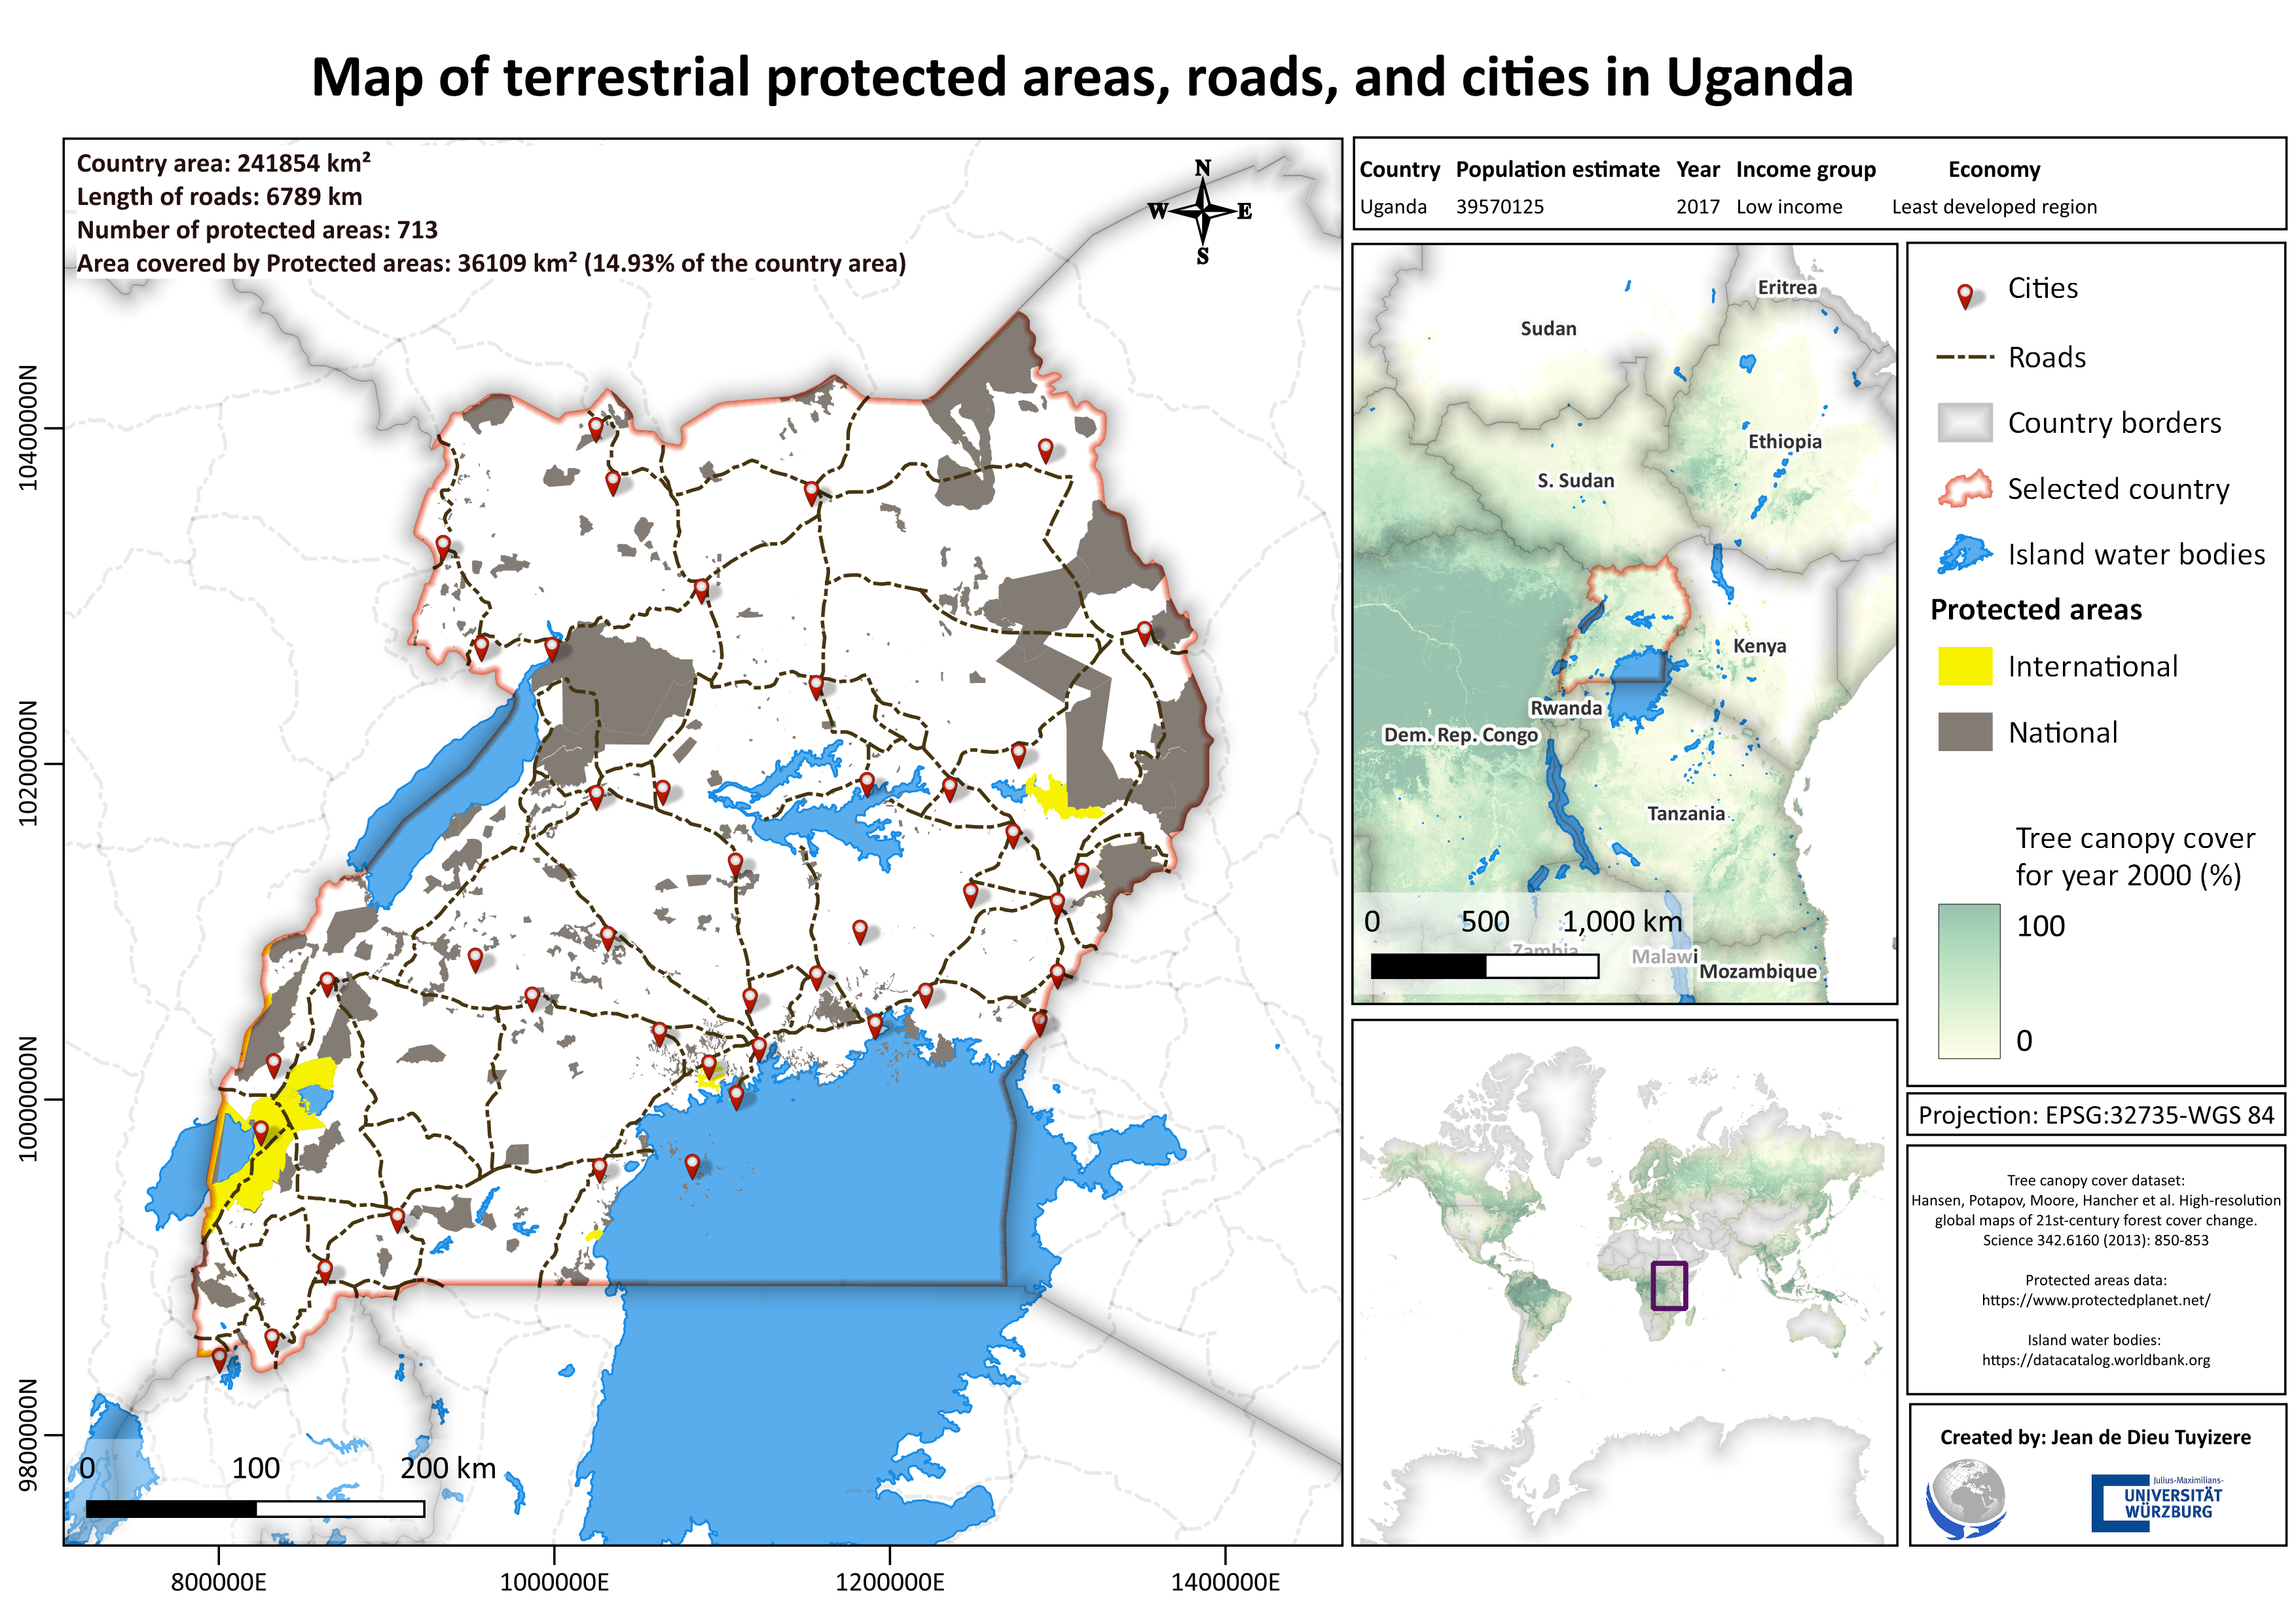 Map of terrestrial protected areas, roads, and cities in Uganda
Country area: 241854 km²
Length of roads: 6789 km
Number of protected areas: 713
Area covered by Protected areas: 36109 km² (14.93% of the country area)
N
W E
S
10400000N
10200000N
10000000N
9800000N
0 100 200 km
800000E 1000000E 1200000E 1400000E
Country Population estimate Year Income group Economy
Uganda 39570125 2017 Low income Least developed region
Eritrea
Sudan
Ethiopia
S. Sudan
Kenya
Rwanda
Dem. Rep. Congo
Tanzania
0 500 1,000 km
Zambia
Malawi
Mozambique
Cities
Roads
Country borders
Selected country
Island water bodies
Protected areas
International
National
Tree canopy cover
for year 2000 (%)
100
0
Projection: EPSG:32735-WGS 84
Tree canopy cover dataset:
Hansen, Potapov, Moore, Hancher et al. High-resolution
global maps of 21st-century forest cover change.
Science 342.6160 (2013): 850-853
Protected areas data:
https://www.protectedplanet.net/
Island water bodies:
https://datacatalog.worldbank.org
Created by: Jean de Dieu Tuyizere
Julius-Maximilians-
UNIVERSITÄT
WÜRZBURG